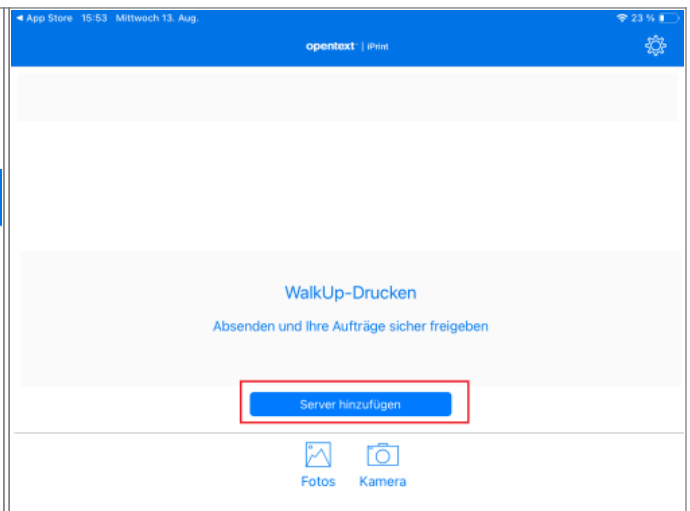 ◀ App Store 15:53 Mittwoch 13. Aug. 23 %
opentext™ | iPrint
WalkUp-Drucken
Absenden und Ihre Aufträge sicher freigeben
Server hinzufügen
Fotos Kamera